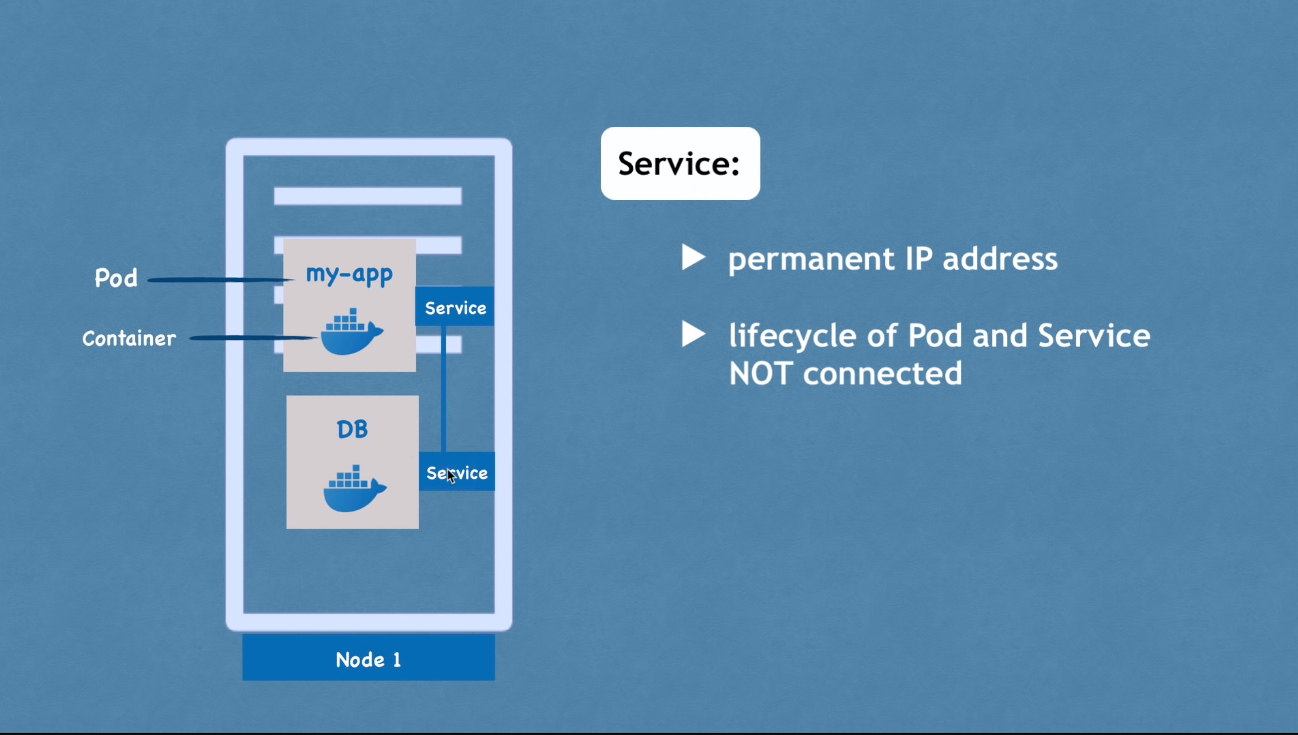 Service:
permanent IP address
lifecycle of Pod and Service
NOT connected
Pod
my-app
Service
Container
DB
Service
Node 1